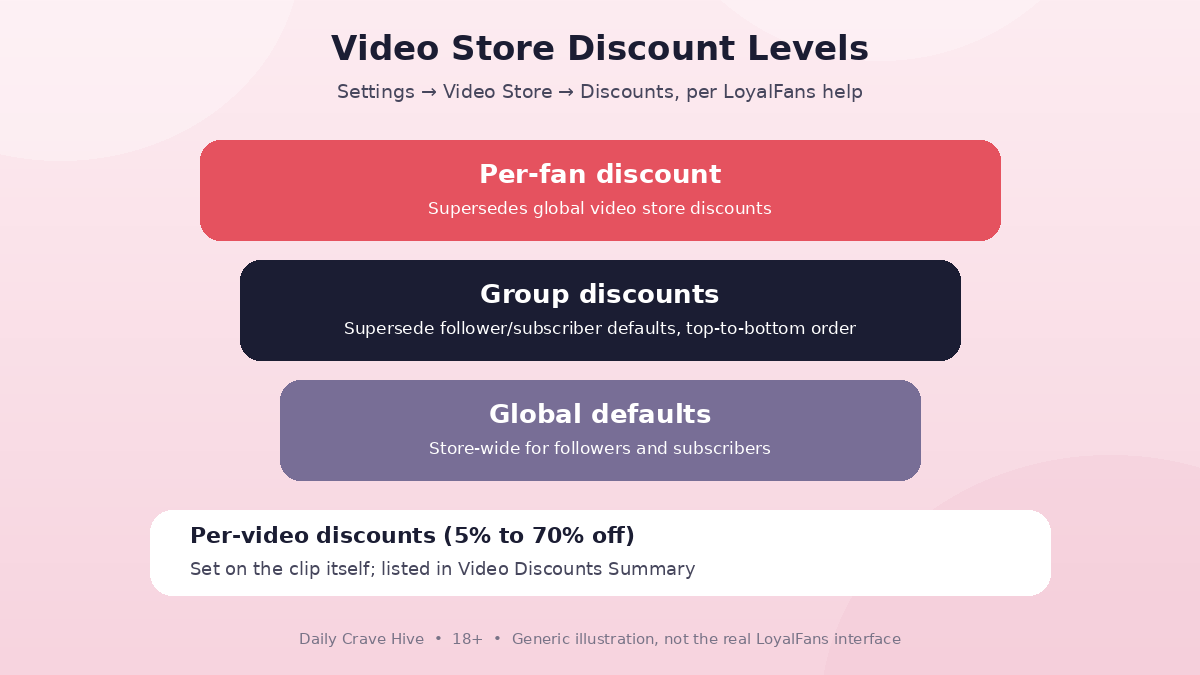 Video Store Discount Levels
Settings → Video Store → Discounts, per LoyalFans help
Per-fan discount
Supersedes global video store discounts
Group discounts
Supersede follower/subscriber defaults, top-to-bottom order
Global defaults
Store-wide for followers and subscribers
Per-video discounts (5% to 70% off)
Set on the clip itself; listed in Video Discounts Summary
Daily Crave Hive • 18+ • Generic illustration, not the real LoyalFans interface